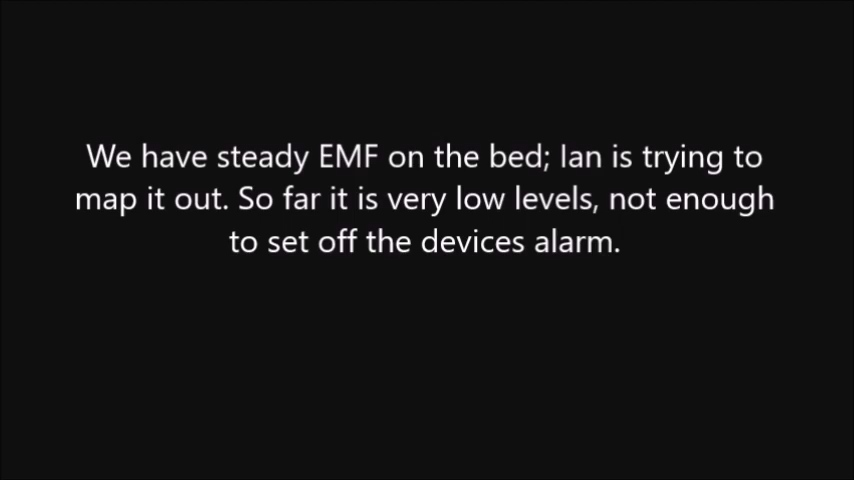 We have steady EMF on the bed; Ian is trying to
map it out. So far it is very low levels, not enough
to set off the devices alarm.